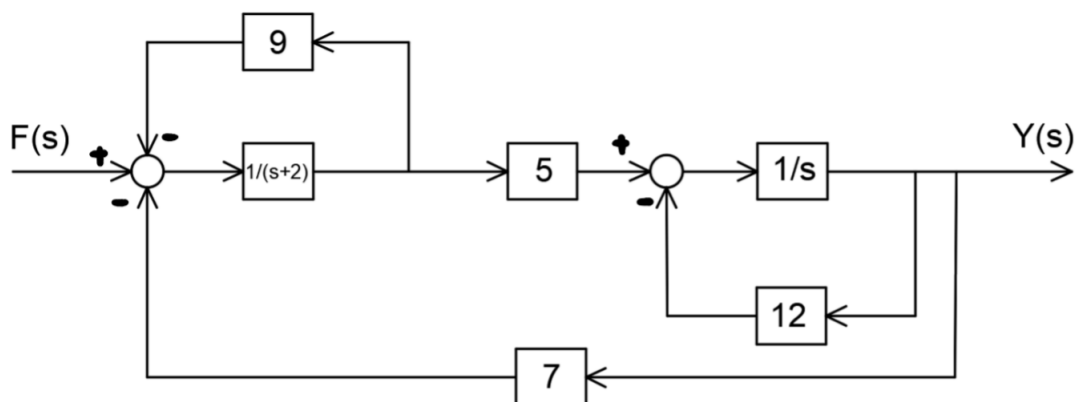 9
F(s)
+
-
1/(s+2)
-
5
+
-
1/s
Y(s)
12
7